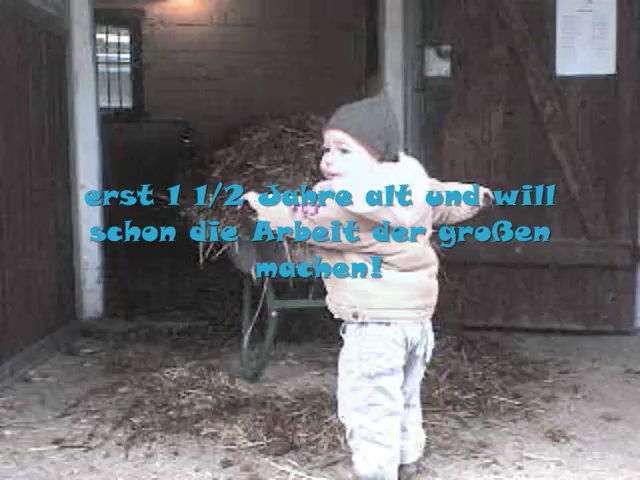 erst 1 1/2 Jahre alt und will
schon die Arbeit der großen
machen!